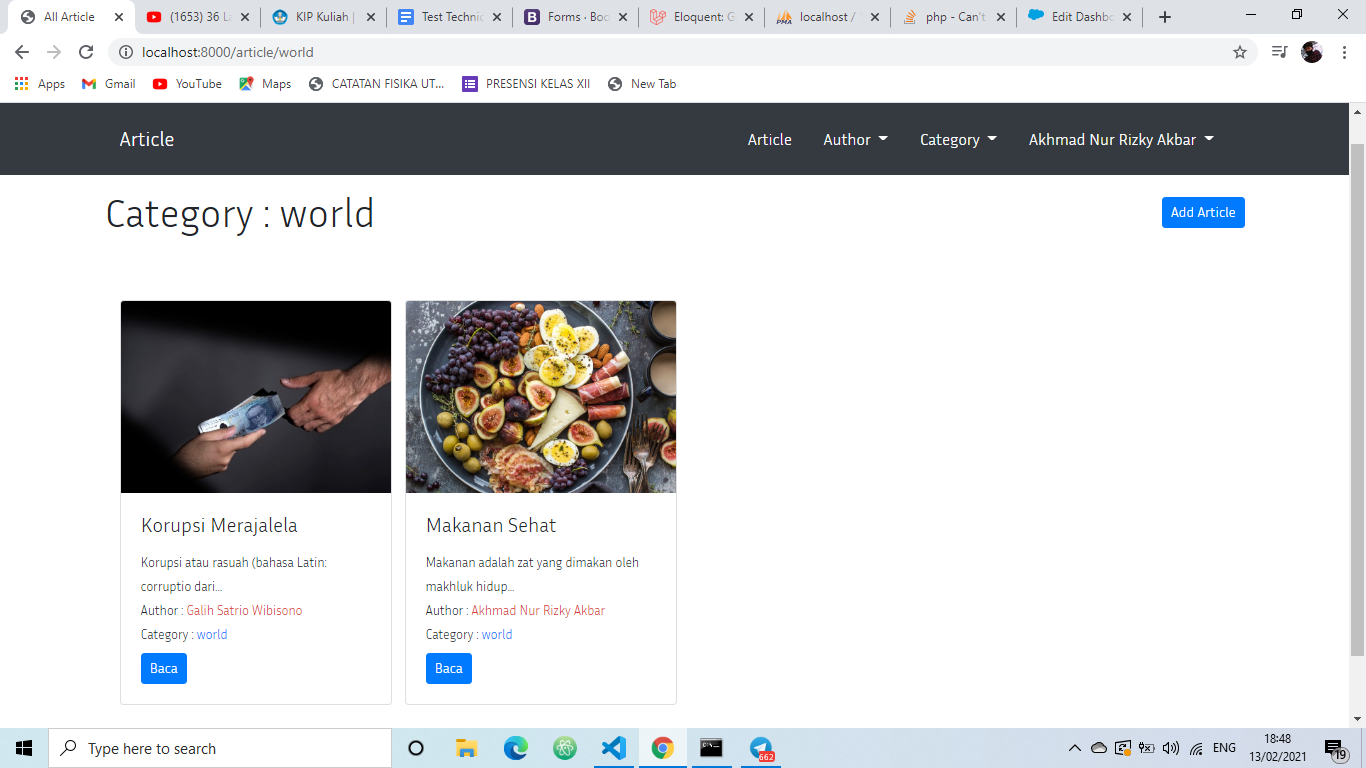 All Article
(1653) 36 La
KIP Kuliah |
Test Technic
Forms · Boo
Eloquent: G
localhost /
php - Can't
Edit Dashbo
localhost:8000/article/world
Apps
Gmail
YouTube
Maps
CATATAN FISIKA UT...
PRESENSI KELAS XII
New Tab
Article
Article
Author
Category
Akhmad Nur Rizky Akbar
Category : world
Add Article
Korupsi Merajalela
Korupsi atau rasuah (bahasa Latin:
corruptio dari...
Author : Galih Satrio Wibisono
Category : world
Baca
Makanan Sehat
Makanan adalah zat yang dimakan oleh
makhluk hidup...
Author : Akhmad Nur Rizky Akbar
Category : world
Baca
Type here to search
662
ENG
18:48
13/02/2021
19